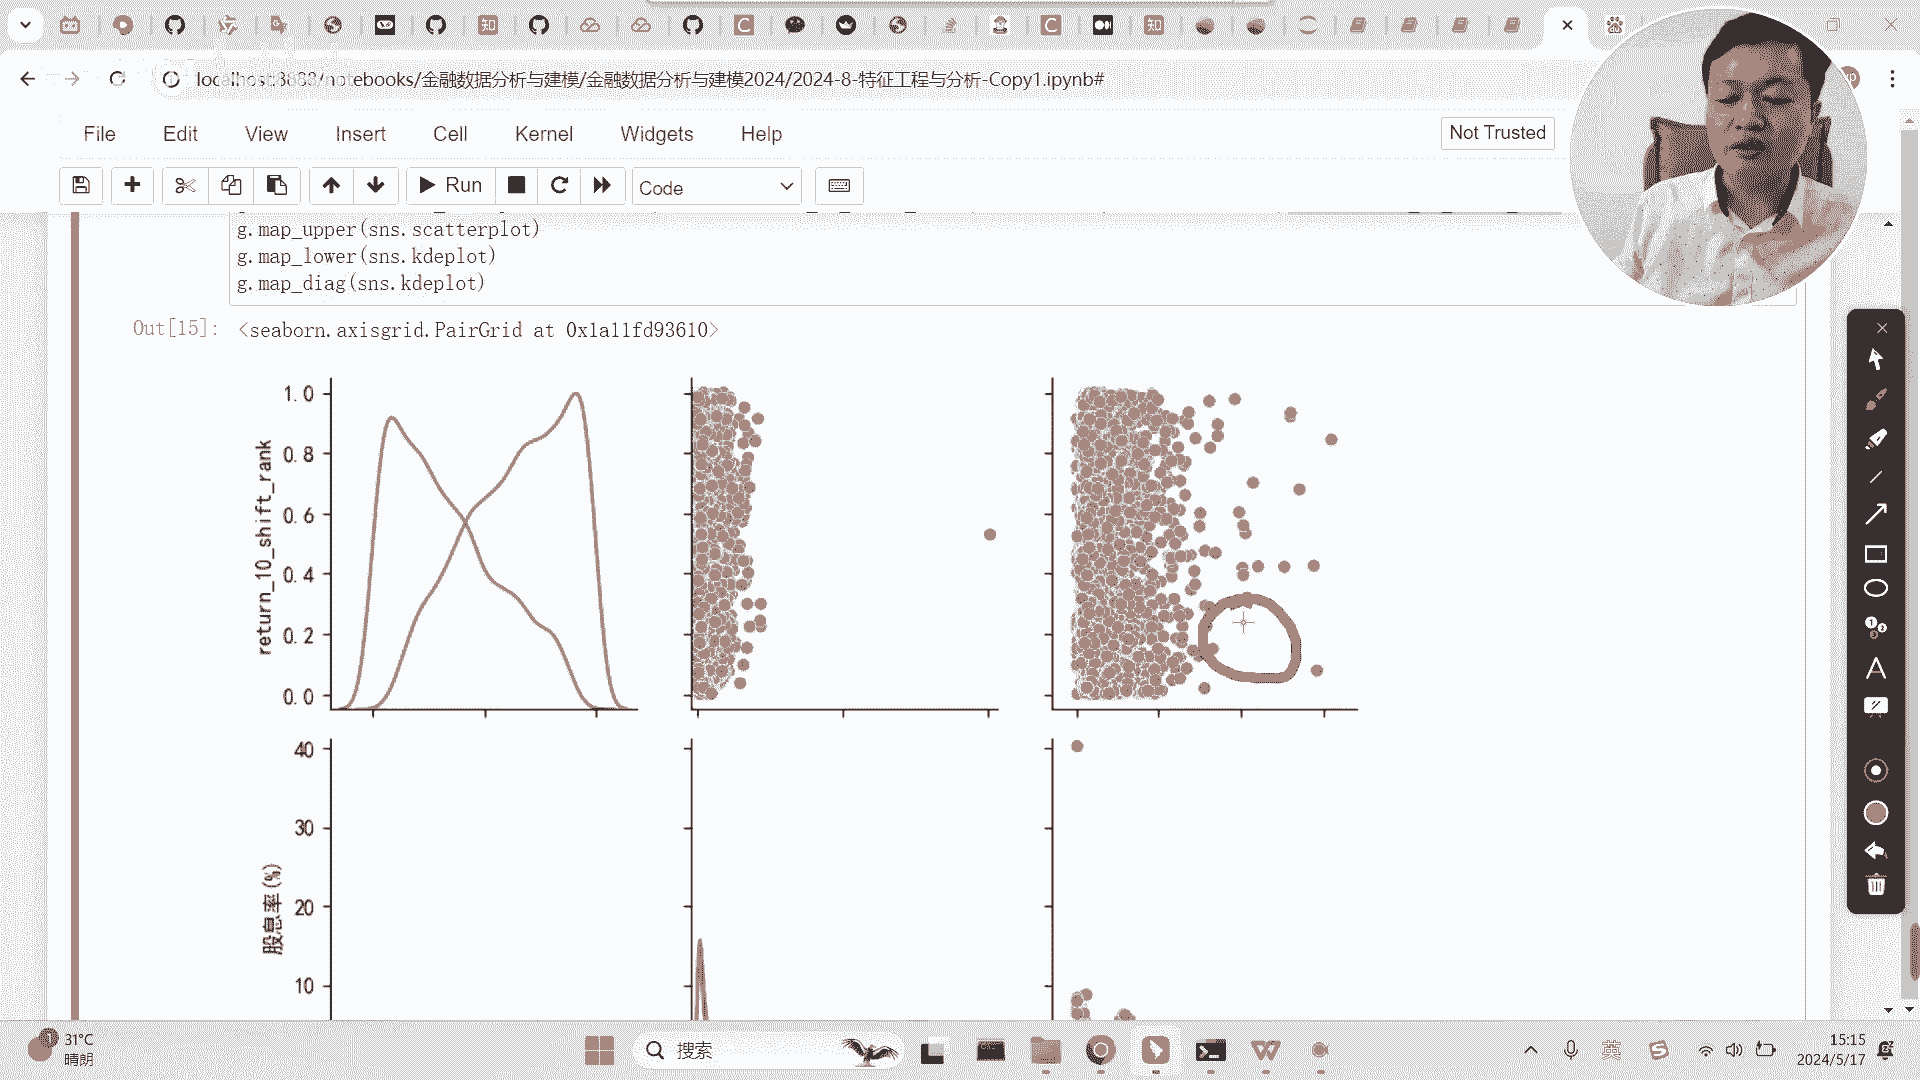 localhost:8888/notebooks/金融数据分析与建模/金融数据分析与建模2024/2024-8-特征工程与分析-Copy1.ipynb#
File Edit View Insert Cell Kernel Widgets Help
Not Trusted
Run
Code
g.map_upper(sns.scatterplot)
g.map_lower(sns.kdeplot)
g.map_diag(sns.kdeplot)
Out[15]: <seaborn.axisgrid.PairGrid at 0x1a11fd93610>
1.0
0.8
0.6
0.4
0.2
0.0
return_10_shift_rank
40
30
20
10
股息率(%)
31°C
晴朗
搜索
英
15:15
2024/5/17